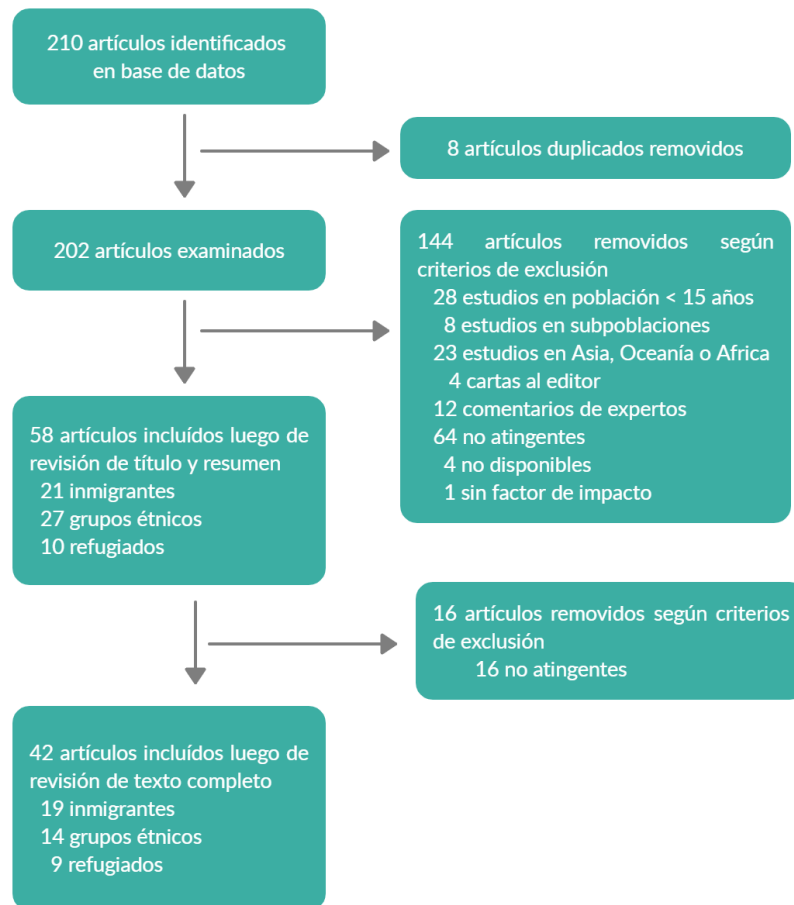 210 artículos identificados
en base de datos
8 artículos duplicados removidos
202 artículos examinados
144 artículos removidos según
criterios de exclusión
28 estudios en población < 15 años
8 estudios en subpoblaciones
23 estudios en Asia, Oceanía o Africa
4 cartas al editor
12 comentarios de expertos
64 no atingentes
4 no disponibles
1 sin factor de impacto
58 artículos incluídos luego de
revisión de título y resumen
21 inmigrantes
27 grupos étnicos
10 refugiados
16 artículos removidos según criterios
de exclusión
16 no atingentes
42 artículos incluídos luego de
revisión de texto completo
19 inmigrantes
14 grupos étnicos
9 refugiados